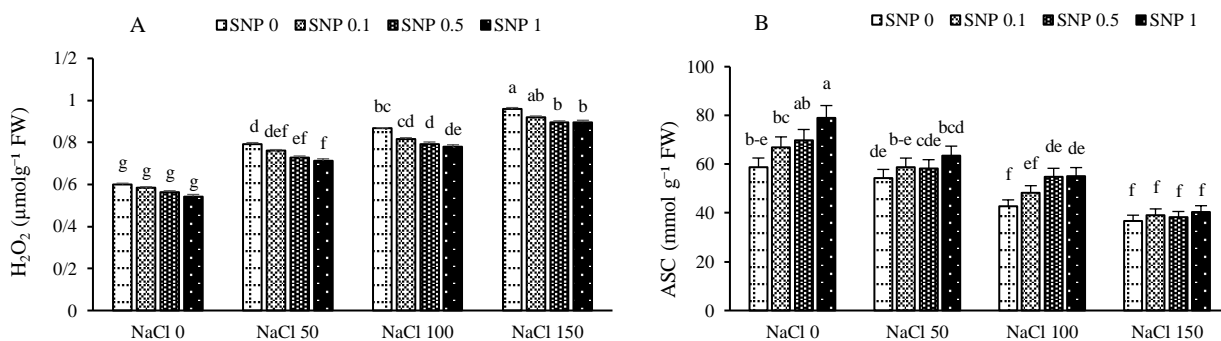 A
SNP 0 SNP 0.1 SNP 0.5 SNP 1
H₂O₂ (µmolg⁻¹ FW)
1/2
1
0/8
0/6
0/4
0/2
0
g g g g
d def ef f
bc cd d de
a ab b b
NaCl 0 NaCl 50 NaCl 100 NaCl 150
B
SNP 0 SNP 0.1 SNP 0.5 SNP 1
ASC (mmol g⁻¹ FW)
100
80
60
40
20
0
b-e bc ab a
de b-e cde bcd
f ef de de
f f f f
NaCl 0 NaCl 50 NaCl 100 NaCl 150